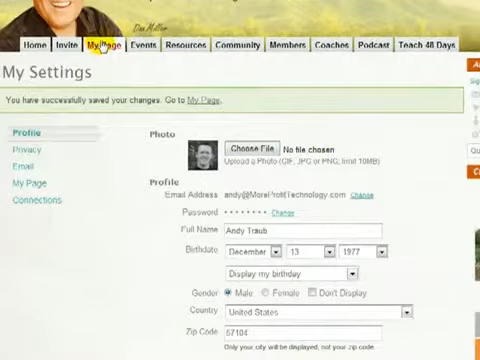 Dan Miller
Home Invite My Page Events Resources Community Members Coaches Podcast Teach 48 Days
My Settings
You have successfully saved your changes. Go to My Page.
Profile
Privacy
Email
My Page
Connections
Photo
Choose File No file chosen
Upload a Photo (GIF, JPG or PNG; limit 10MB)
Profile
Email Address andy@MoreProfitTechnology.com Change
Password •••••••• Change
Full Name Andy Traub
Birthdate December 13 1977
Display my birthday
Gender Male Female Don't Display
Country United States
Zip Code 57104
Only your city will be displayed, not your zip code.